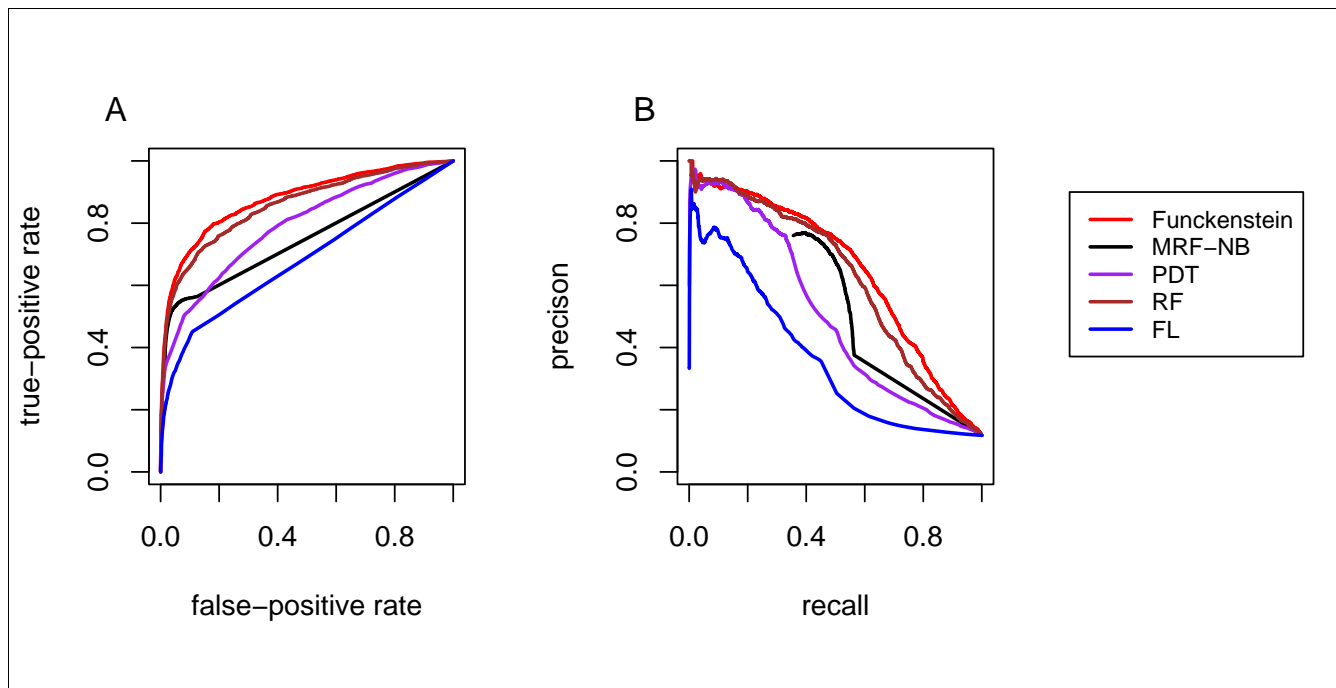 A
true−positive rate
0.0
0.4
0.8
0.0
0.4
0.8
false−positive rate
B
precison
0.0
0.4
0.8
0.0
0.4
0.8
recall
Funckenstein
MRF−NB
PDT
RF
FL